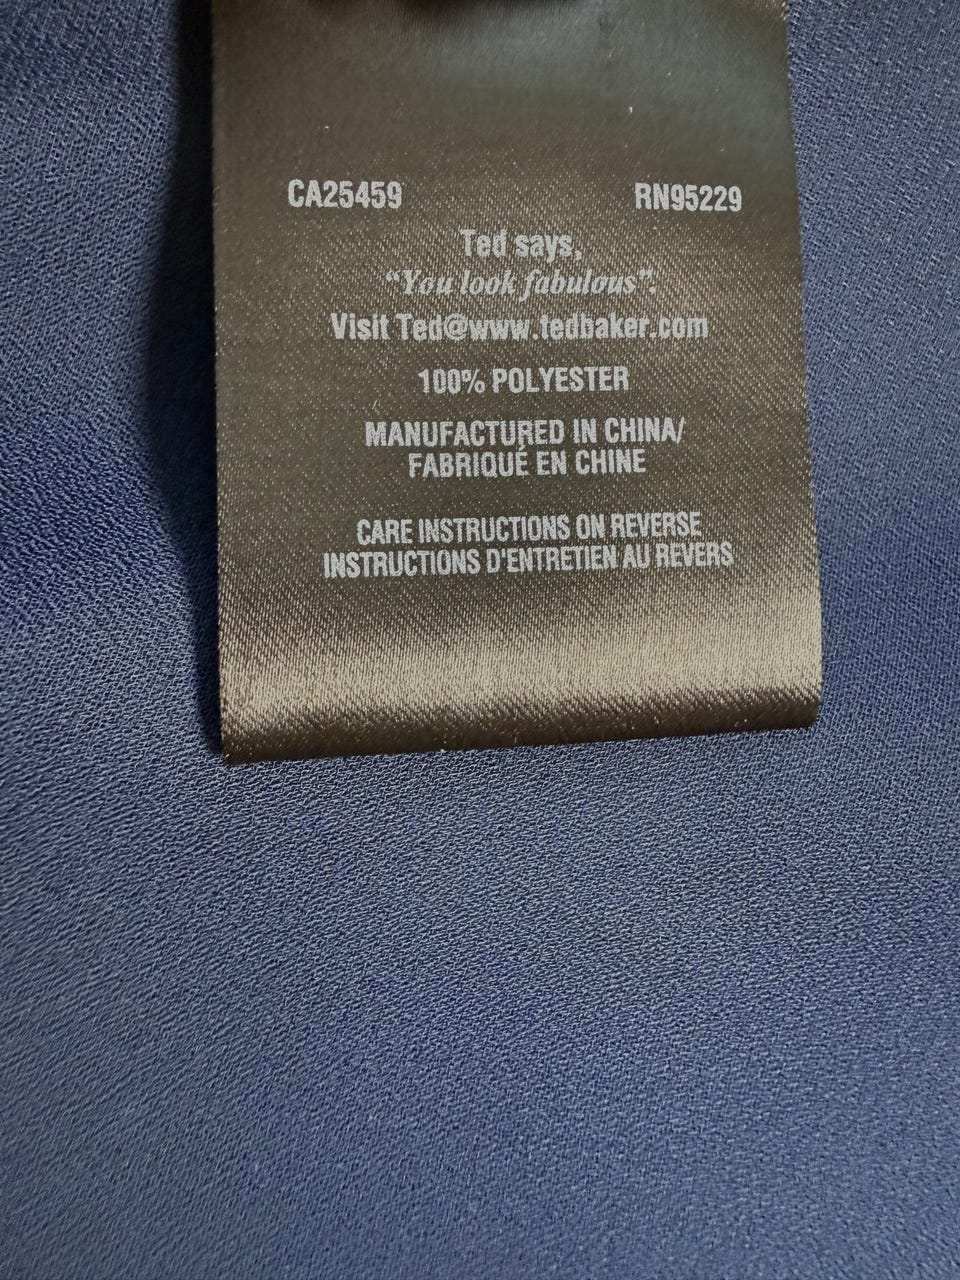 CA25459 RN95229
Ted says,
“You look fabulous”.
Visit Ted@www.tedbaker.com
100% POLYESTER
MANUFACTURED IN CHINA/
FABRIQUÉ EN CHINE
CARE INSTRUCTIONS ON REVERSE
INSTRUCTIONS D'ENTRETIEN AU REVERS